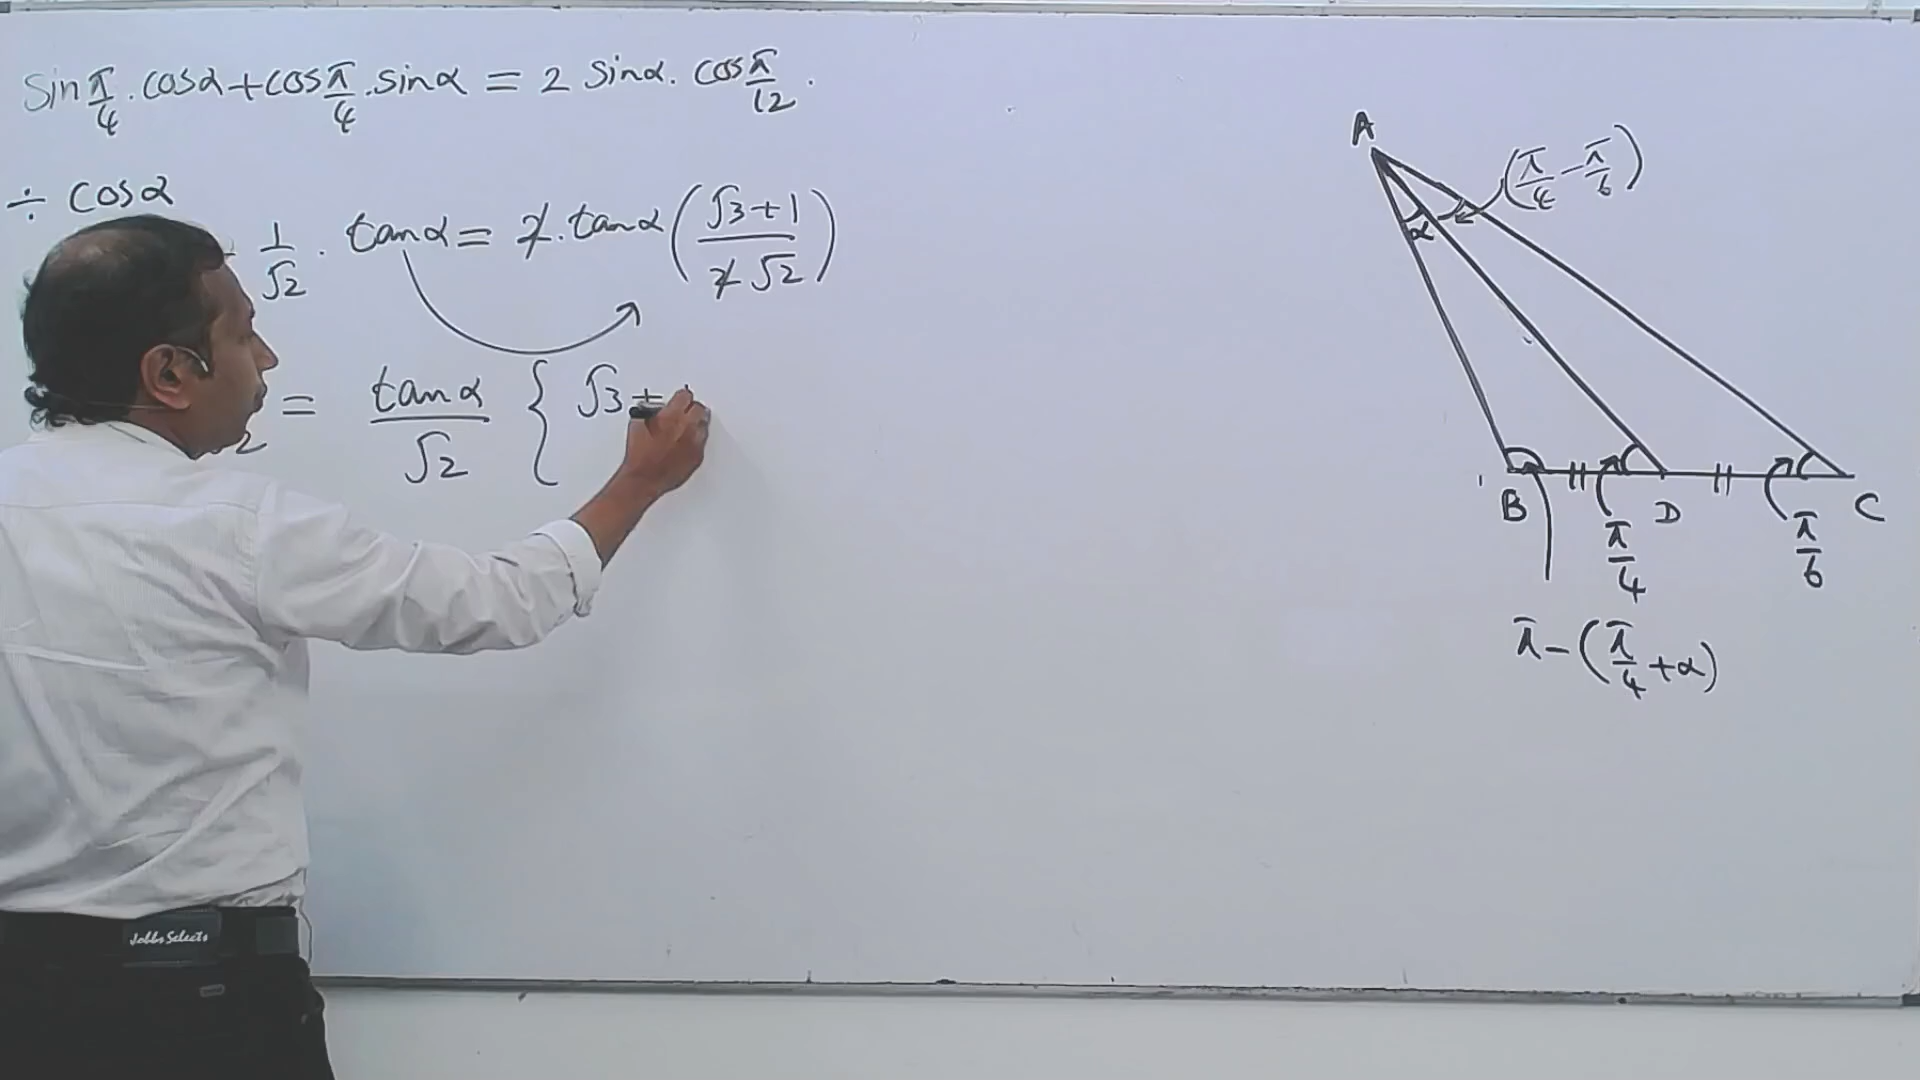 sin π/4 . cosα + cos π/4 . sinα = 2 sinα . cos π/12 .
÷ cosα
1/√2 . tanα = 2 . tanα ( √3+1 / 2√2 )
= tanα/√2 { √3 +
A
(π/4 - π/6)
α
B
D
C
π/4
π/6
π - (π/4 + α)
Jobbs Selects